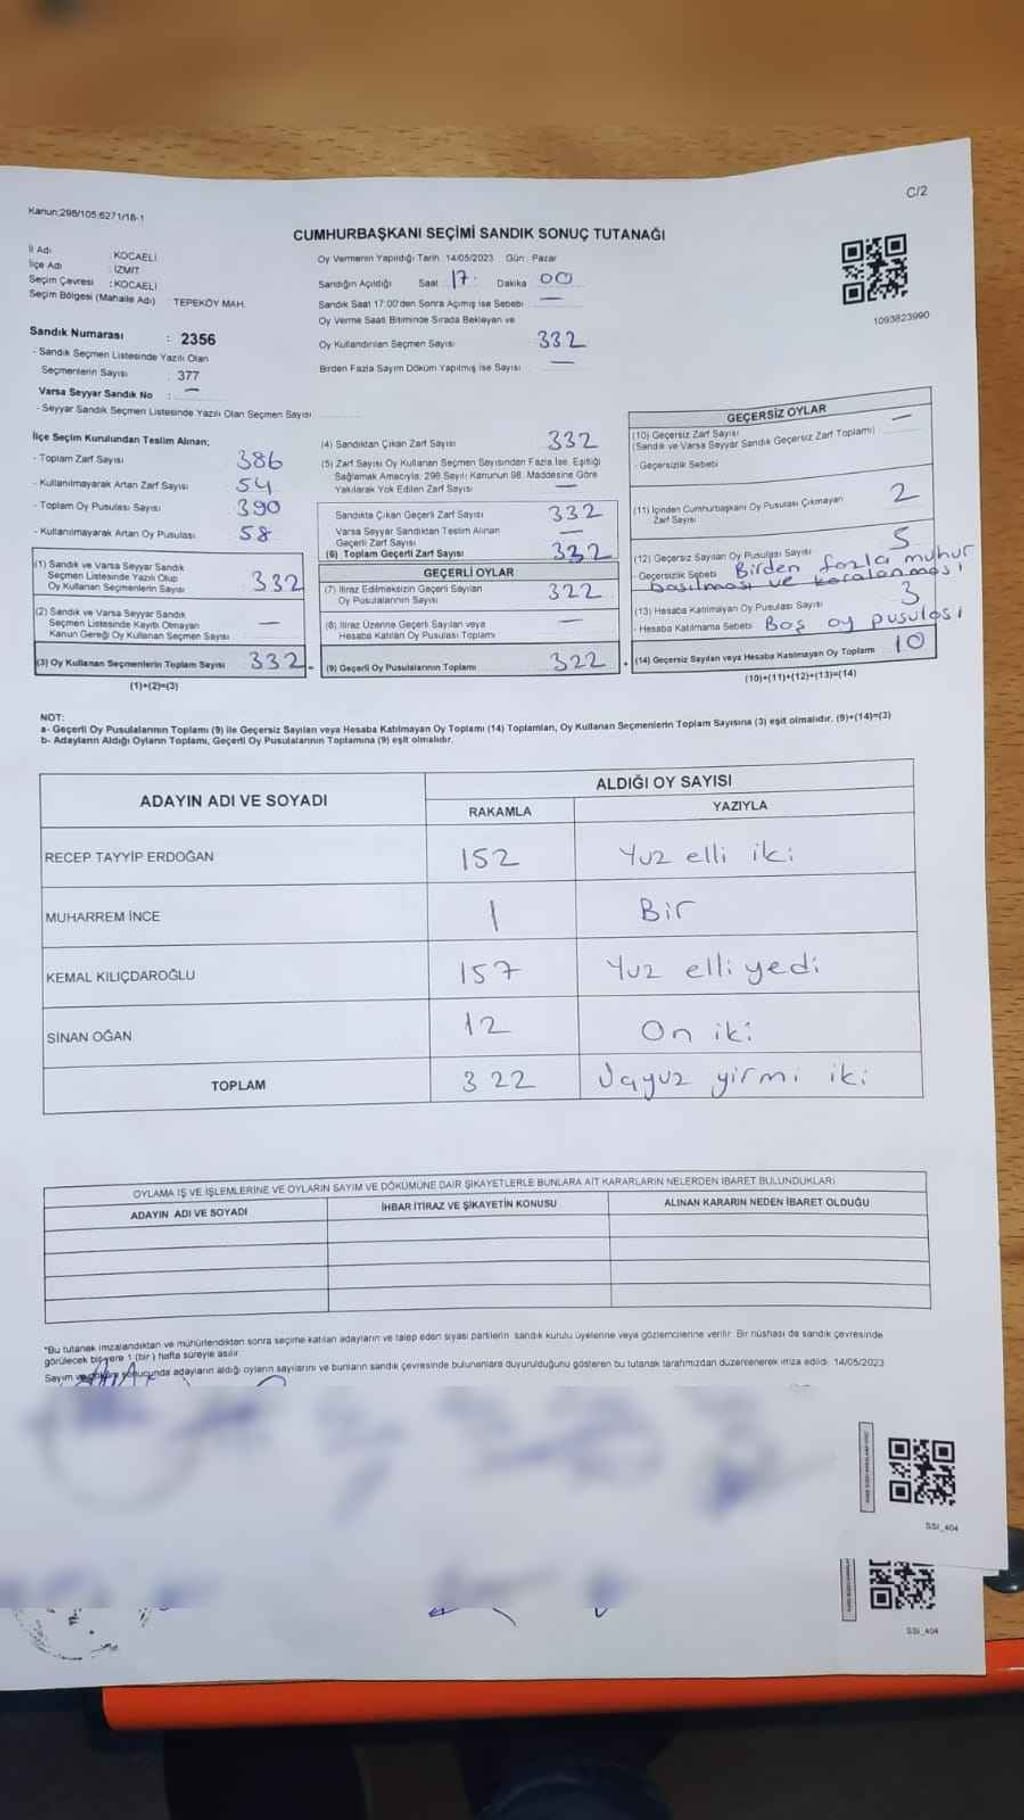 C/2
Kanun:298/105;6271/18-1
CUMHURBAŞKANI SEÇİMİ SANDIK SONUÇ TUTANAĞI
İl Adı : KOCAELİ
İlçe Adı : İZMİT
Seçim Çevresi : KOCAELİ
Seçim Bölgesi (Mahalle Adı) TEPEKÖY MAH.
Oy Vermenin Yapıldığı Tarih: 14/05/2023 Gün: Pazar
Sandığın Açıldığı Saat 17: Dakika 00
Sandık Saat 17:00'den Sonra Açılmış ise Sebebi —
Oy Verme Saati Bitiminde Sırada Bekleyen ve
Oy Kullandırılan Seçmen Sayısı 332
Birden Fazla Sayım Döküm Yapılmış ise Sayısı —
1093823990
Sandık Numarası : 2356
- Sandık Seçmen Listesinde Yazılı Olan
Seçmenlerin Sayısı : 377
Varsa Seyyar Sandık No : —
- Seyyar Sandık Seçmen Listesinde Yazılı Olan Seçmen Sayısı
İlçe Seçim Kurulundan Teslim Alınan;
- Toplam Zarf Sayısı 386
- Kullanılmayarak Artan Zarf Sayısı 54
- Toplam Oy Pusulası Sayısı 390
- Kullanılmayarak Artan Oy Pusulası 58
(1) Sandık ve Varsa Seyyar Sandık
Seçmen Listesinde Yazılı Olup
Oy Kullanan Seçmenlerin Sayısı 332
(2) Sandık ve Varsa Seyyar Sandık
Seçmen Listesinde Kayıtlı Olmayan
Kanun Gereği Oy Kullanan Seçmen Sayısı —
(3) Oy Kullanan Seçmenlerin Toplam Sayısı 332 =
(1)+(2)=(3)
(4) Sandıktan Çıkan Zarf Sayısı 332
(5) Zarf Sayısı Oy Kullanan Seçmen Sayısından Fazla İse, Eşitliği
Sağlamak Amacıyla, 298 Sayılı Kanunun 98. Maddesine Göre
Yakılarak Yok Edilen Zarf Sayısı —
Sandıkta Çıkan Geçerli Zarf Sayısı 332
Varsa Seyyar Sandıktan Teslim Alınan
Geçerli Zarf Sayısı —
(6) Toplam Geçerli Zarf Sayısı 332
GEÇERLİ OYLAR
(7) İtiraz Edilmeksizin Geçerli Sayılan
Oy Pusulalarının Sayısı 322
(8) İtiraz Üzerine Geçerli Sayılan veya
Hesaba Katılan Oy Pusulası Toplamı —
(9) Geçerli Oy Pusulalarının Toplamı 322 +
GEÇERSİZ OYLAR
(10) Geçersiz Zarf Sayısı —
(Sandık ve Varsa Seyyar Sandık Geçersiz Zarf Toplamı)
- Geçersizlik Sebebi
(11) İçinden Cumhurbaşkanı Oy Pusulası Çıkmayan
Zarf Sayısı 2
(12) Geçersiz Sayılan Oy Pusulası Sayısı 5
- Geçersizlik Sebebi Birden fazla mühür
basılması ve karalanması
(13) Hesaba Katılmayan Oy Pusulası Sayısı 3
- Hesaba Katılmama Sebebi Boş oy pusulası
(14) Geçersiz Sayılan veya Hesaba Katılmayan Oy Toplamı 10
(10)+(11)+(12)+(13)=(14)
NOT:
a- Geçerli Oy Pusulalarının Toplamı (9) ile Geçersiz Sayılan veya Hesaba Katılmayan Oy Toplamı (14) Toplamları, Oy Kullanan Seçmenlerin Toplam Sayısına (3) eşit olmalıdır. (9)+(14)=(3)
b- Adayların Aldığı Oyların Toplamı, Geçerli Oy Pusulalarının Toplamına (9) eşit olmalıdır.
ADAYIN ADI VE SOYADI ALDIĞI OY SAYISI
RAKAMLA YAZIYLA
RECEP TAYYİP ERDOĞAN 152 Yuz elli iki
MUHARREM İNCE 1 Bir
KEMAL KILIÇDAROĞLU 157 Yuz elli yedi
SİNAN OĞAN 12 On iki
TOPLAM 322 Üçyuz yirmi iki
OYLAMA İŞ VE İŞLEMLERİNE VE OYLARIN SAYIM VE DÖKÜMÜNE DAİR ŞİKAYETLERLE BUNLARA AİT KARARLARIN NELERDEN İBARET BULUNDUKLARI
ADAYIN ADI VE SOYADI İHBAR İTİRAZ VE ŞİKAYETİN KONUSU ALINAN KARARIN NEDEN İBARET OLDUĞU
*Bu tutanak imzalandıktan ve mühürlendikten sonra seçime katılan adayların ve talep eden siyasi partilerin sandık kurulu üyelerine veya gözlemcilerine verilir. Bir nüshası da sandık çevresinde
görülecek bir yere 1 (bir) hafta süreyle asılır.
Sayım ve döküm sonucunda adayların aldığı oyların sayılarını ve bunların sandık çevresinde bulunanlara duyurulduğunu gösteren bu tutanak tarafımızdan düzenlenerek imza edildi. 14/05/2023
SSI_404
SSI_404